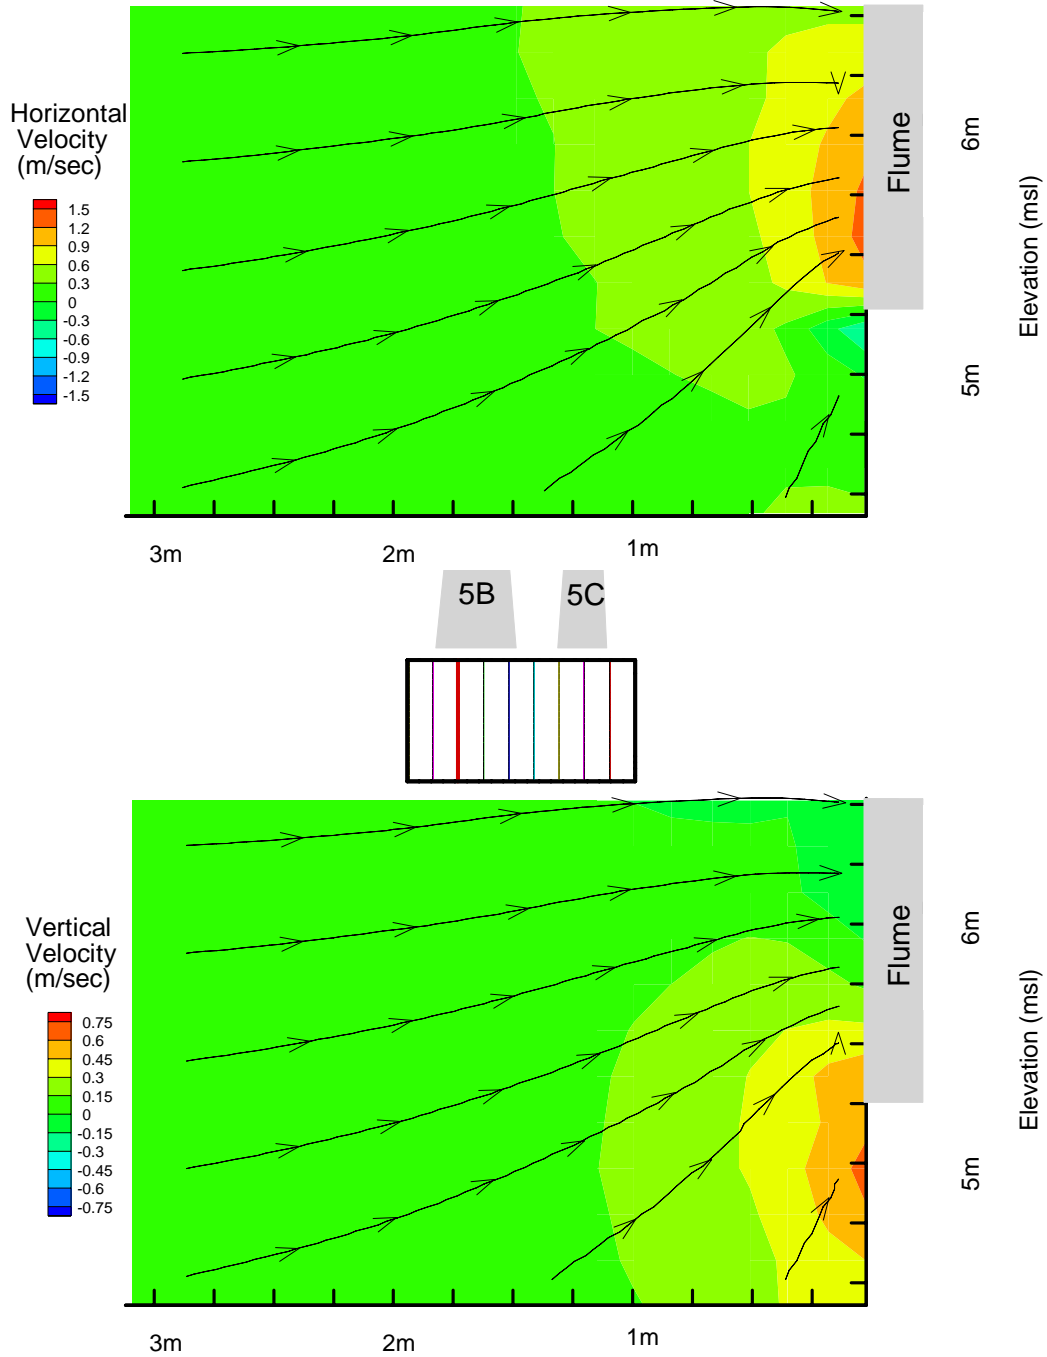 Horizontal
Velocity
(m/sec)
1.5
1.2
0.9
0.6
0.3
0
-0.3
-0.6
-0.9
-1.2
-1.5
Flume
6m
5m
Elevation (msl)
3m
2m
1m
5B
5C
Vertical
Velocity
(m/sec)
0.75
0.6
0.45
0.3
0.15
0
-0.15
-0.3
-0.45
-0.6
-0.75
Flume
6m
5m
Elevation (msl)
3m
2m
1m